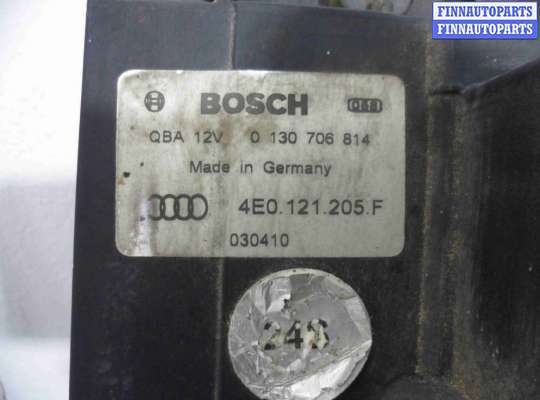 FINNAUTOPARTS
FINNAUTOPARTS
BOSCH
QBA 12V 0 130 706 814
Made in Germany
4E0.121.205.F
030410
248